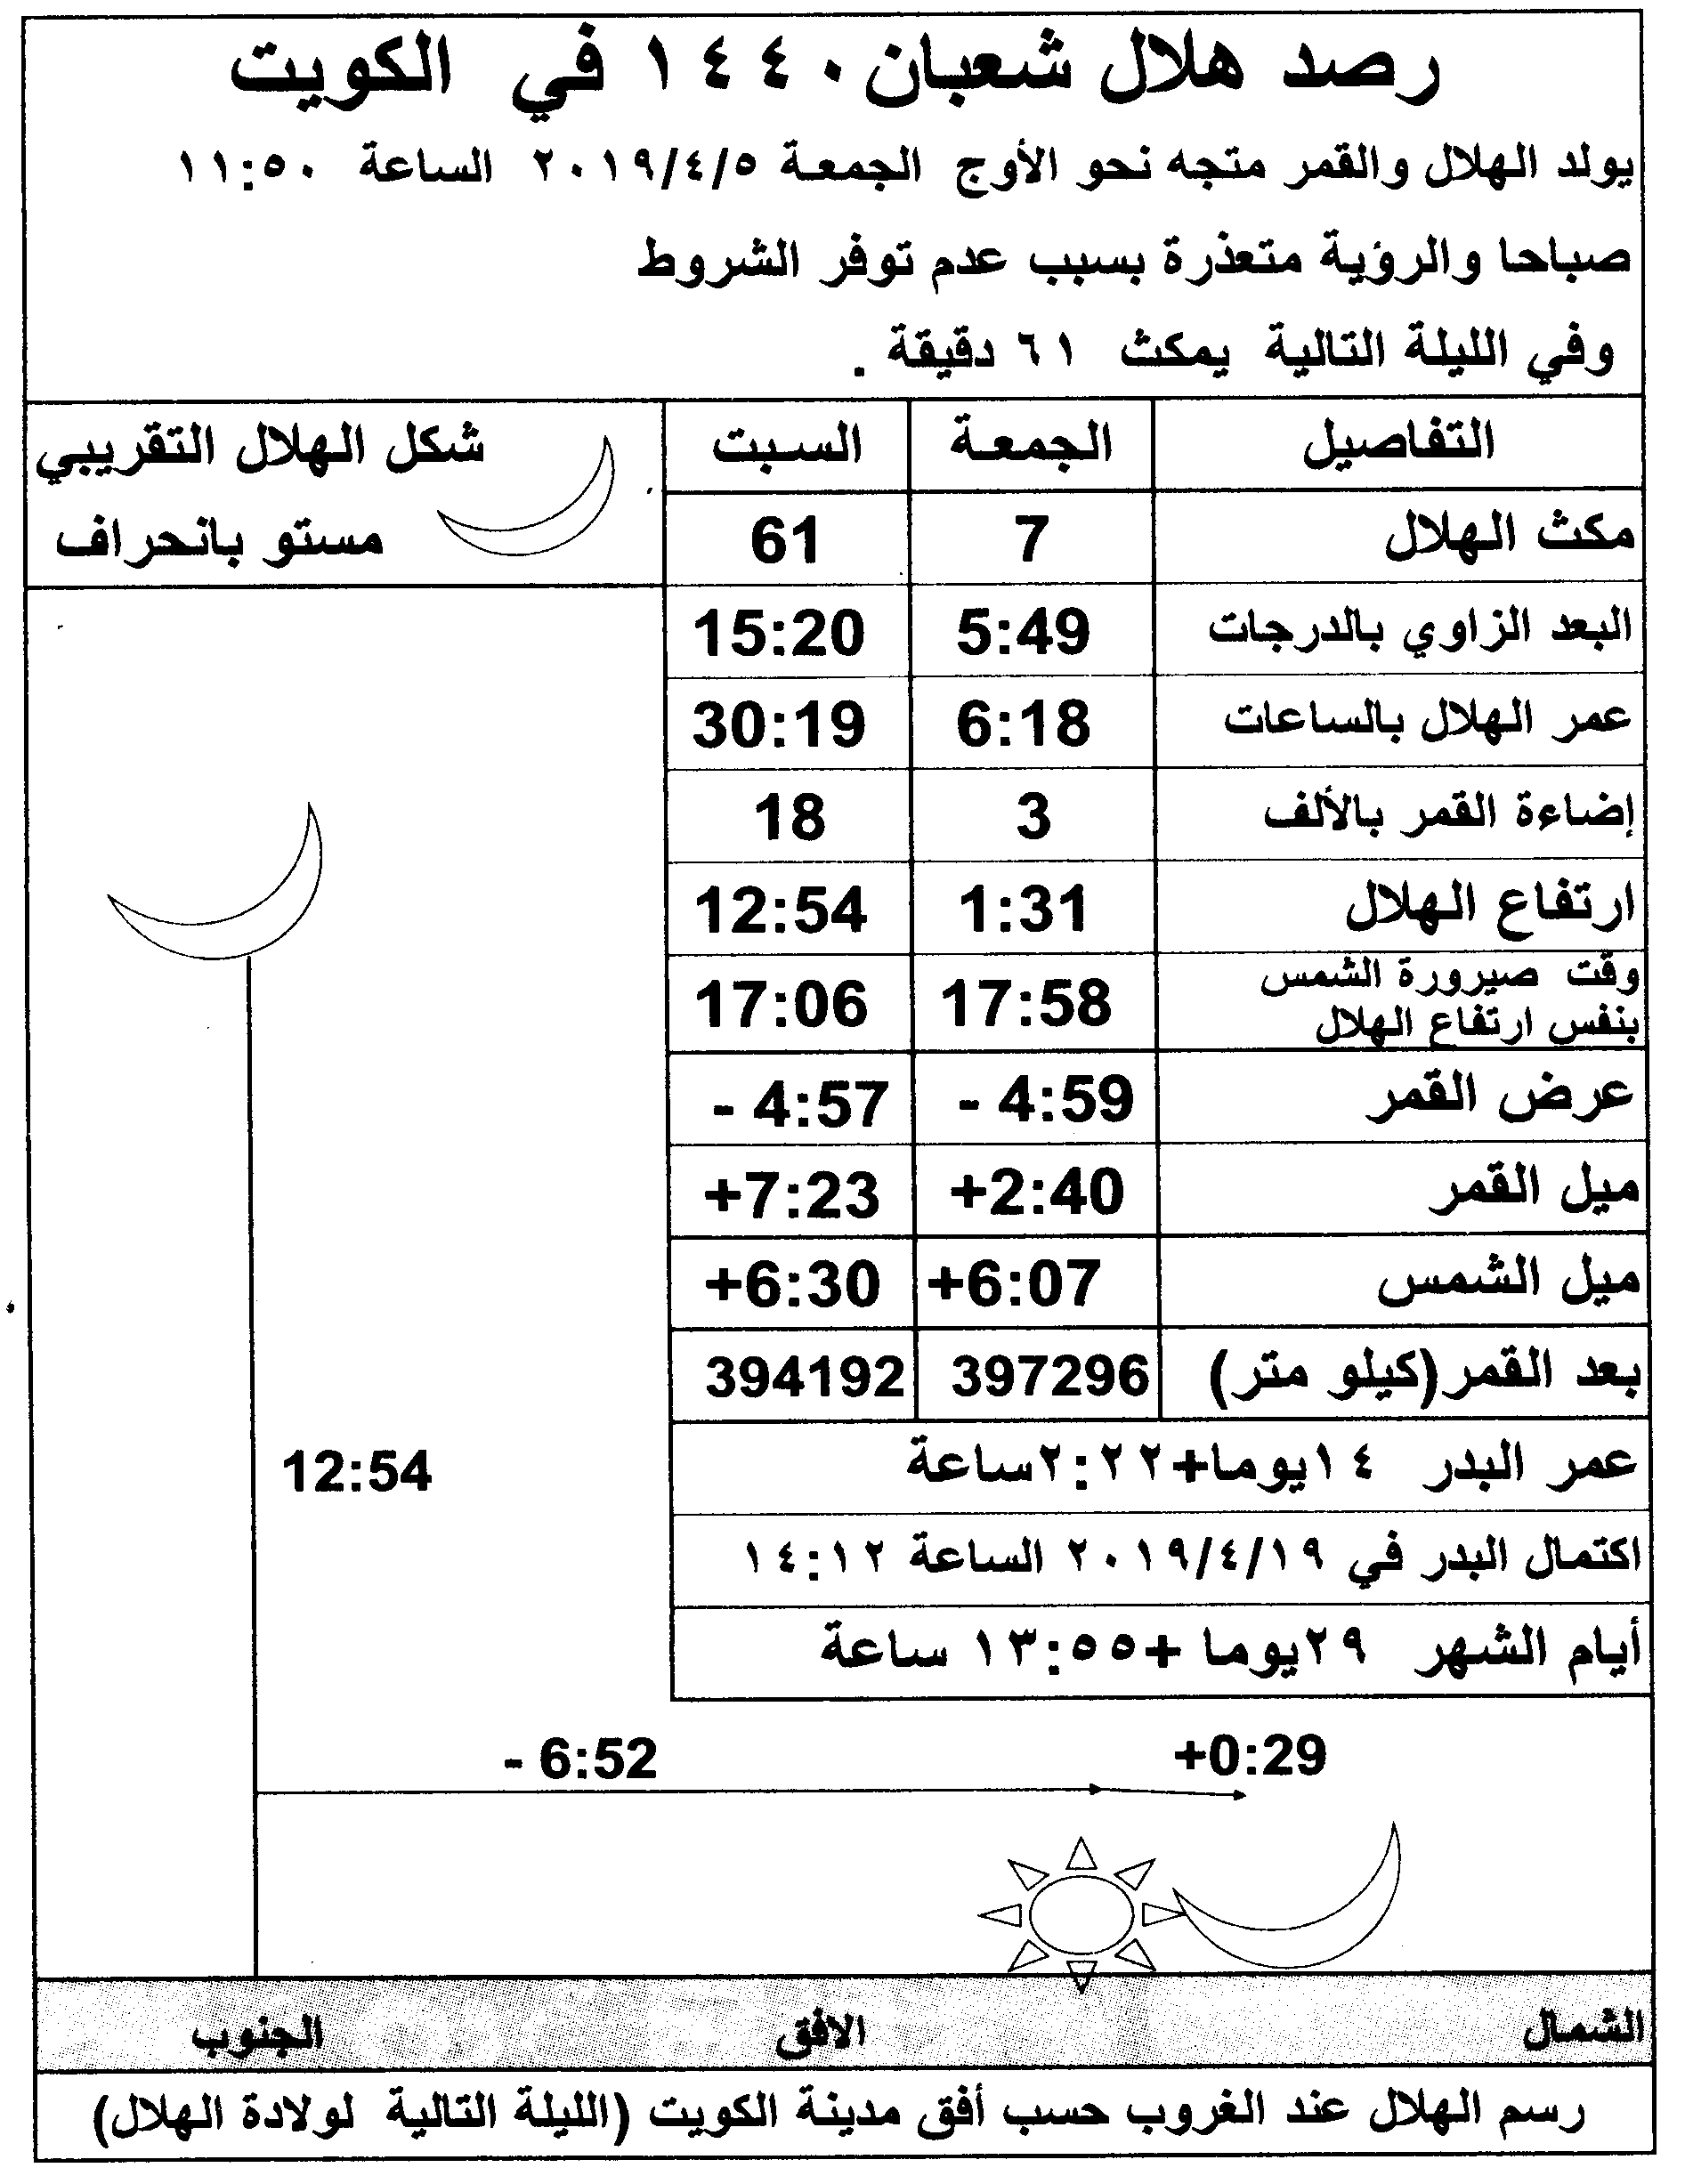 رصد هلال شعبان ١٤٤٠ في الكويت
يولد الهلال والقمر متجه نحو الأوج الجمعة ٢٠١٩/٤/٥ الساعة ١١:٥٠
صباحا والرؤية متعذرة بسبب عدم توفر الشروط
وفي الليلة التالية يمكث ٦١ دقيقة .
التفاصيل الجمعة السبت
شكل الهلال التقريبي
مستو بانحراف
مكث الهلال 7 61
البعد الزاوي بالدرجات 5:49 15:20
عمر الهلال بالساعات 6:18 30:19
إضاءة القمر بالألف 3 18
ارتفاع الهلال 1:31 12:54
وقت صيرورة الشمس
بنفس ارتفاع الهلال 17:58 17:06
عرض القمر - 4:59 - 4:57
ميل القمر +2:40 +7:23
ميل الشمس +6:07 +6:30
بعد القمر(كيلو متر) 397296 394192
عمر البدر ١٤يوما+٢:٢٢ساعة
12:54
اكتمال البدر في ٢٠١٩/٤/١٩ الساعة ١٤:١٢
أيام الشهر ٢٩يوما +١٣:٥٥ ساعة
+0:29
- 6:52
الشمال الافق الجنوب
رسم الهلال عند الغروب حسب أفق مدينة الكويت (الليلة التالية لولادة الهلال)